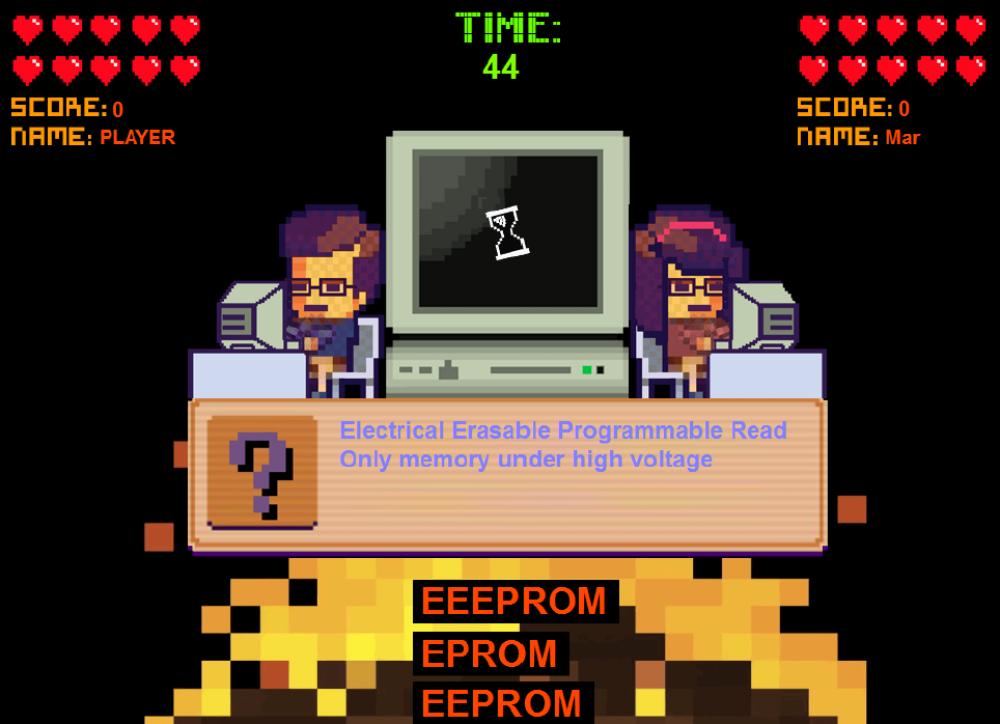 TIME:
44
SCORE: 0
NAME: PLAYER
SCORE: 0
NAME: Mar
?
Electrical Erasable Programmable Read
Only memory under high voltage
EEEPROM
EPROM
EEPROM